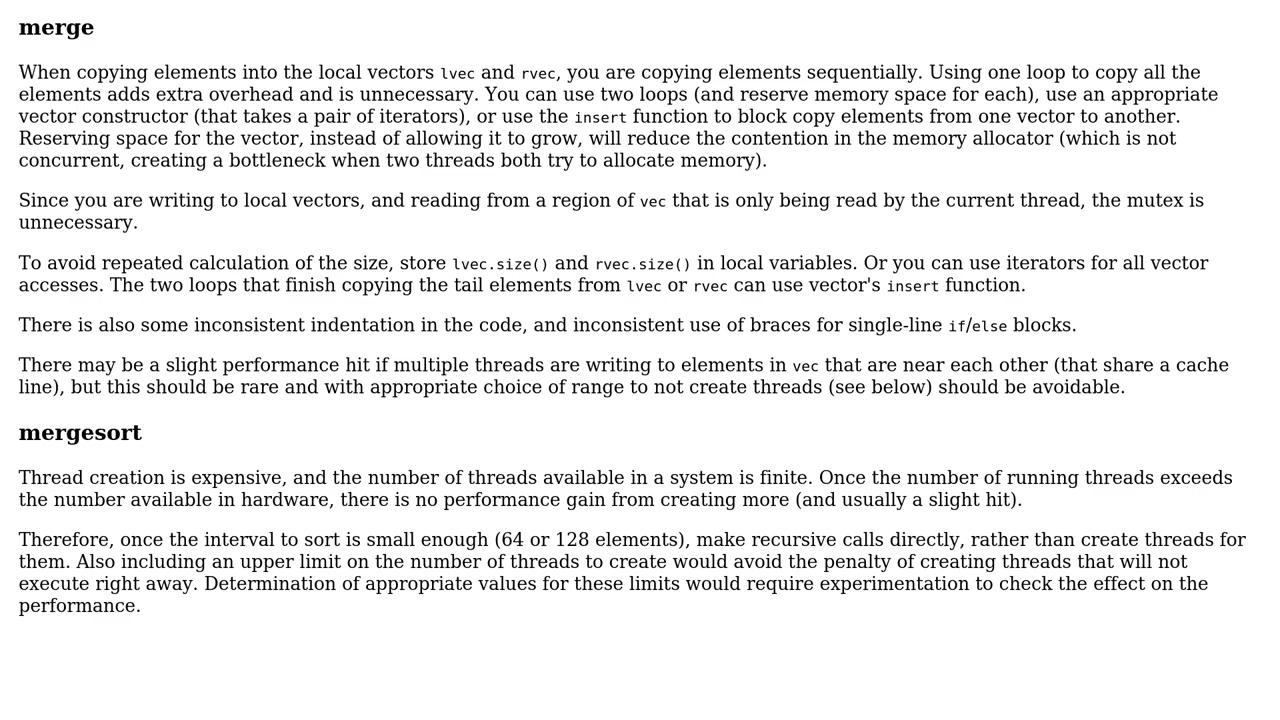 merge
When copying elements into the local vectors lvec and rvec, you are copying elements sequentially. Using one loop to copy all the
elements adds extra overhead and is unnecessary. You can use two loops (and reserve memory space for each), use an appropriate
vector constructor (that takes a pair of iterators), or use the insert function to block copy elements from one vector to another.
Reserving space for the vector, instead of allowing it to grow, will reduce the contention in the memory allocator (which is not
concurrent, creating a bottleneck when two threads both try to allocate memory).
Since you are writing to local vectors, and reading from a region of vec that is only being read by the current thread, the mutex is
unnecessary.
To avoid repeated calculation of the size, store lvec.size() and rvec.size() in local variables. Or you can use iterators for all vector
accesses. The two loops that finish copying the tail elements from lvec or rvec can use vector's insert function.
There is also some inconsistent indentation in the code, and inconsistent use of braces for single-line if/else blocks.
There may be a slight performance hit if multiple threads are writing to elements in vec that are near each other (that share a cache
line), but this should be rare and with appropriate choice of range to not create threads (see below) should be avoidable.
mergesort
Thread creation is expensive, and the number of threads available in a system is finite. Once the number of running threads exceeds
the number available in hardware, there is no performance gain from creating more (and usually a slight hit).
Therefore, once the interval to sort is small enough (64 or 128 elements), make recursive calls directly, rather than create threads for
them. Also including an upper limit on the number of threads to create would avoid the penalty of creating threads that will not
execute right away. Determination of appropriate values for these limits would require experimentation to check the effect on the
performance.